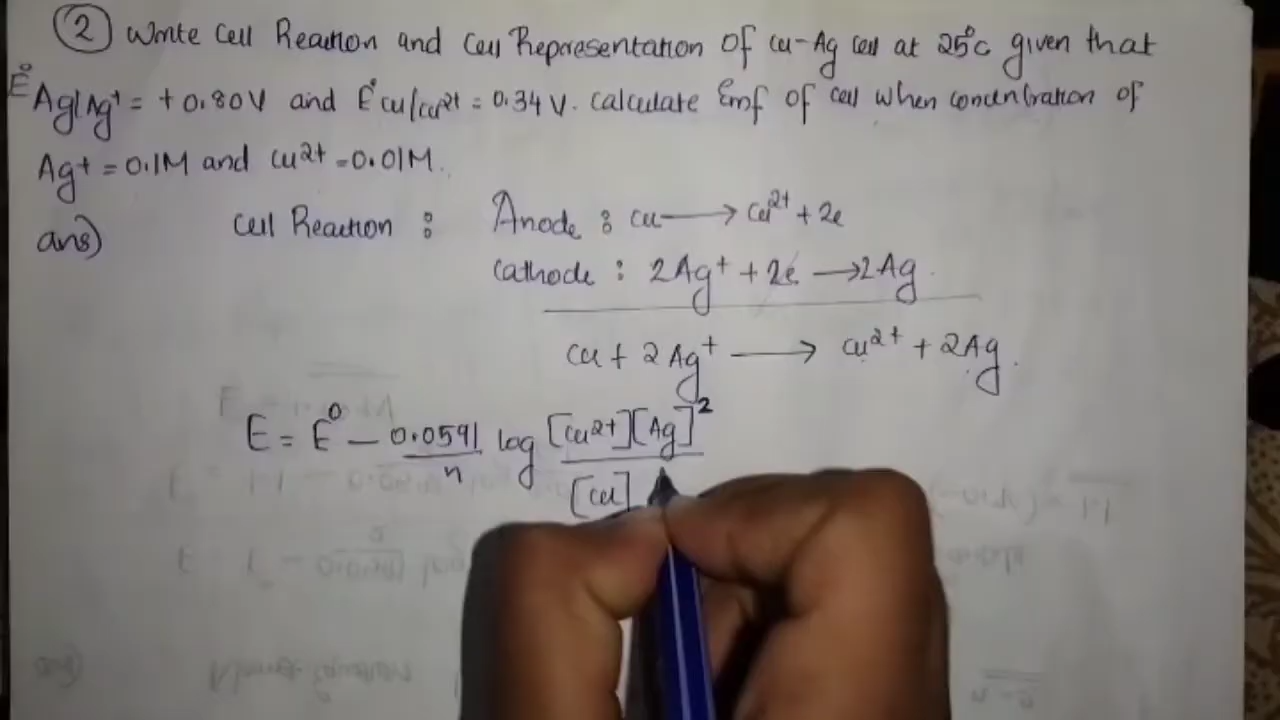 ② Write Cell Reaction and Cell Representation of Cu-Ag Cell at 25°C given that
E°Ag|Ag⁺ = +0.80V and E°Cu/Cu²⁺ = 0.34V. Calculate Emf of cell when concentration of
Ag⁺ = 0.1M and Cu²⁺ = 0.01M.
ans) Cell Reaction : Anode : Cu ⟶ Cu²⁺ + 2e
Cathode : 2Ag⁺ + 2e ⟶ 2Ag.
Cu + 2Ag⁺ ⟶ Cu²⁺ + 2Ag.
E = E⁰ - 0.0591/n log [Cu²⁺][Ag]²/[Cu]